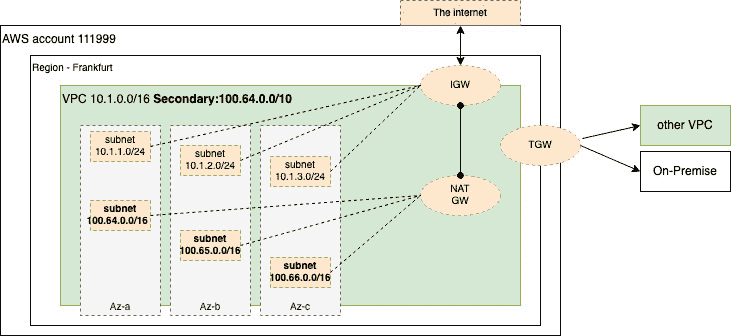 The internet
AWS account 111999
Region - Frankfurt
IGW
VPC 10.1.0.0/16 Secondary:100.64.0.0/10
subnet
10.1.1.0/24
subnet
10.1.2.0/24
subnet
10.1.3.0/24
TGW
other VPC
On-Premise
NAT
GW
subnet
100.64.0.0/16
subnet
100.65.0.0/16
subnet
100.66.0.0/16
Az-a
Az-b
Az-c